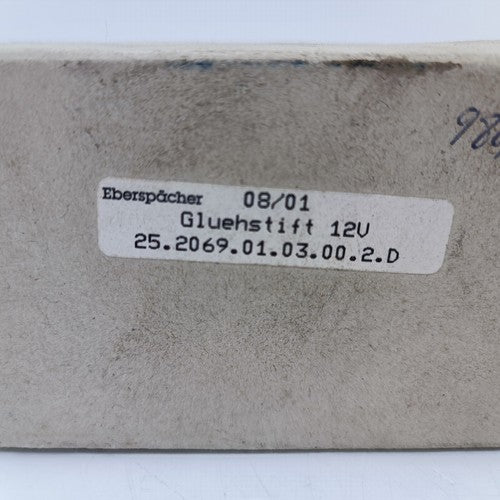 Eberspächer 08/01
Gluehstift 12V
25.2069.01.03.00.2.D